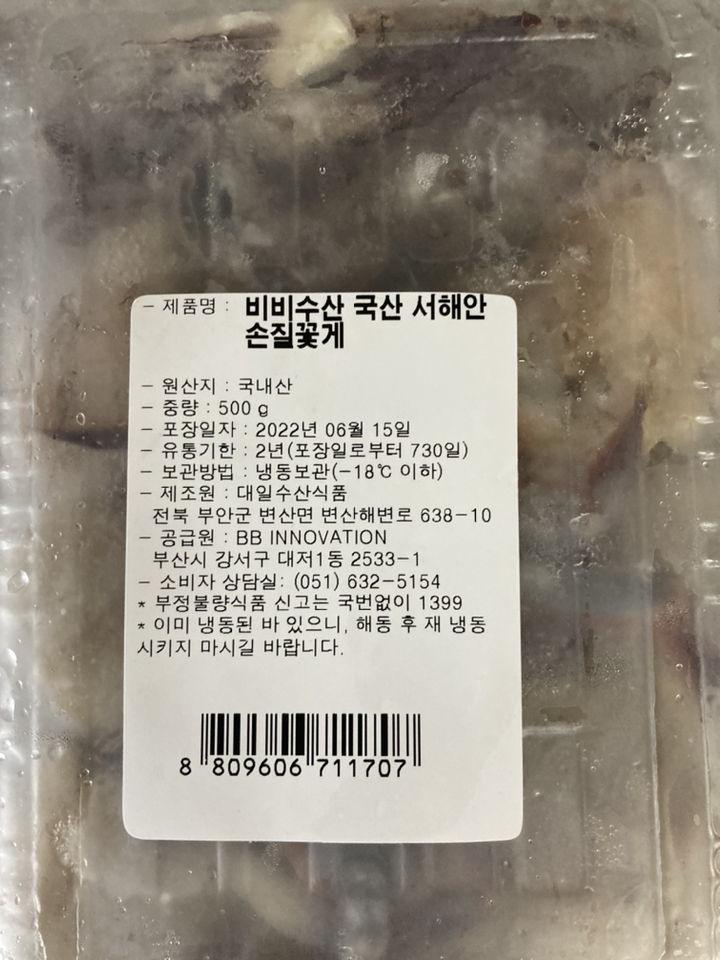 - 제품명 : 비비수산 국산 서해안
손질꽃게
- 원산지 : 국내산
- 중량 : 500 g
- 포장일자 : 2022년 06월 15일
- 유통기한 : 2년(포장일로부터 730일)
- 보관방법 : 냉동보관(-18℃ 이하)
- 제조원 : 대일수산식품
전북 부안군 변산면 변산해변로 638-10
- 공급원 : BB INNOVATION
부산시 강서구 대저1동 2533-1
- 소비자 상담실: (051) 632-5154
* 부정불량식품 신고는 국번없이 1399
* 이미 냉동된 바 있으니, 해동 후 재 냉동
시키지 마시길 바랍니다.
8 809606 711707